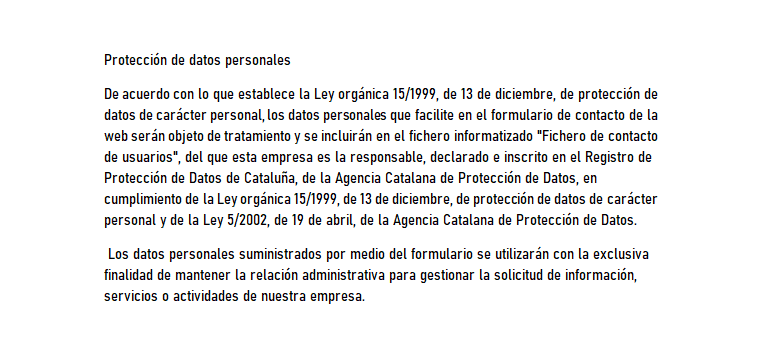 Protección de datos personales
De acuerdo con lo que establece la Ley orgánica 15/1999, de 13 de diciembre, de protección de
datos de carácter personal, los datos personales que facilite en el formulario de contacto de la
web serán objeto de tratamiento y se incluirán en el fichero informatizado "Fichero de contacto
de usuarios", del que esta empresa es la responsable, declarado e inscrito en el Registro de
Protección de Datos de Cataluña, de la Agencia Catalana de Protección de Datos, en
cumplimiento de la Ley orgánica 15/1999, de 13 de diciembre, de protección de datos de carácter
personal y de la Ley 5/2002, de 19 de abril, de la Agencia Catalana de Protección de Datos.
Los datos personales suministrados por medio del formulario se utilizarán con la exclusiva
finalidad de mantener la relación administrativa para gestionar la solicitud de información,
servicios o actividades de nuestra empresa.